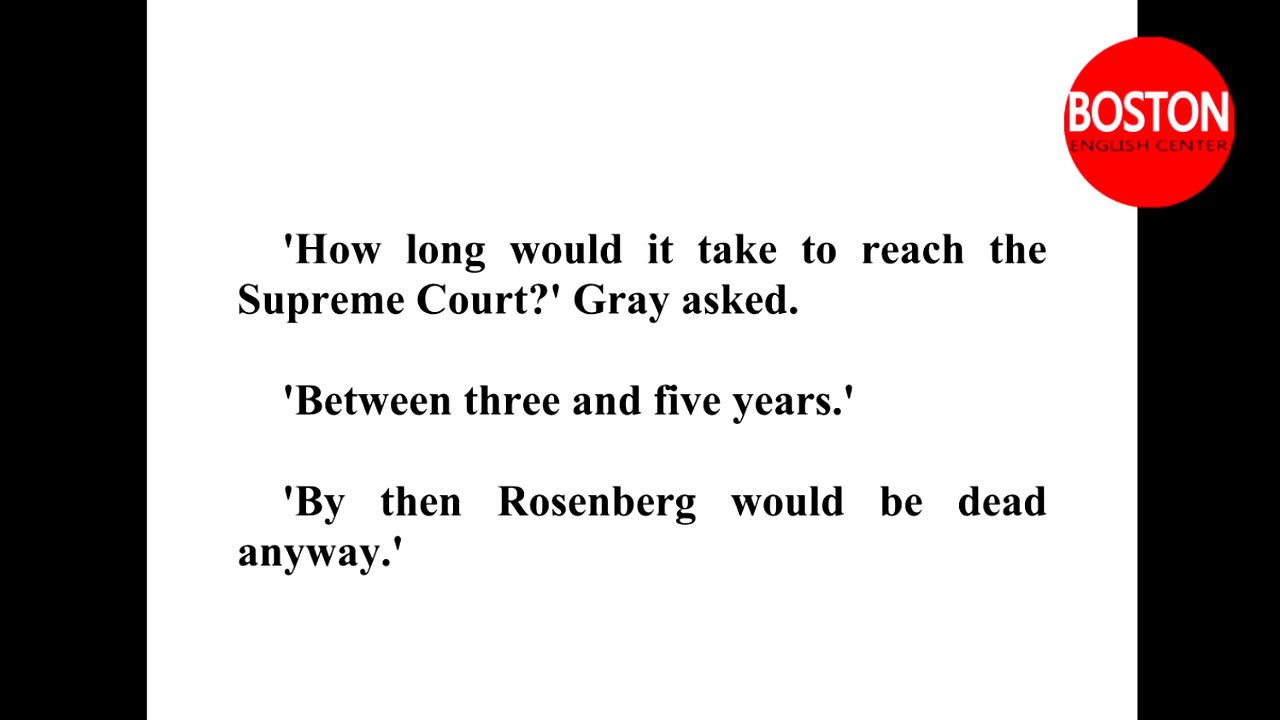 BOSTON
ENGLISH CENTER
'How long would it take to reach the
Supreme Court?' Gray asked.
'Between three and five years.'
'By then Rosenberg would be dead
anyway.'